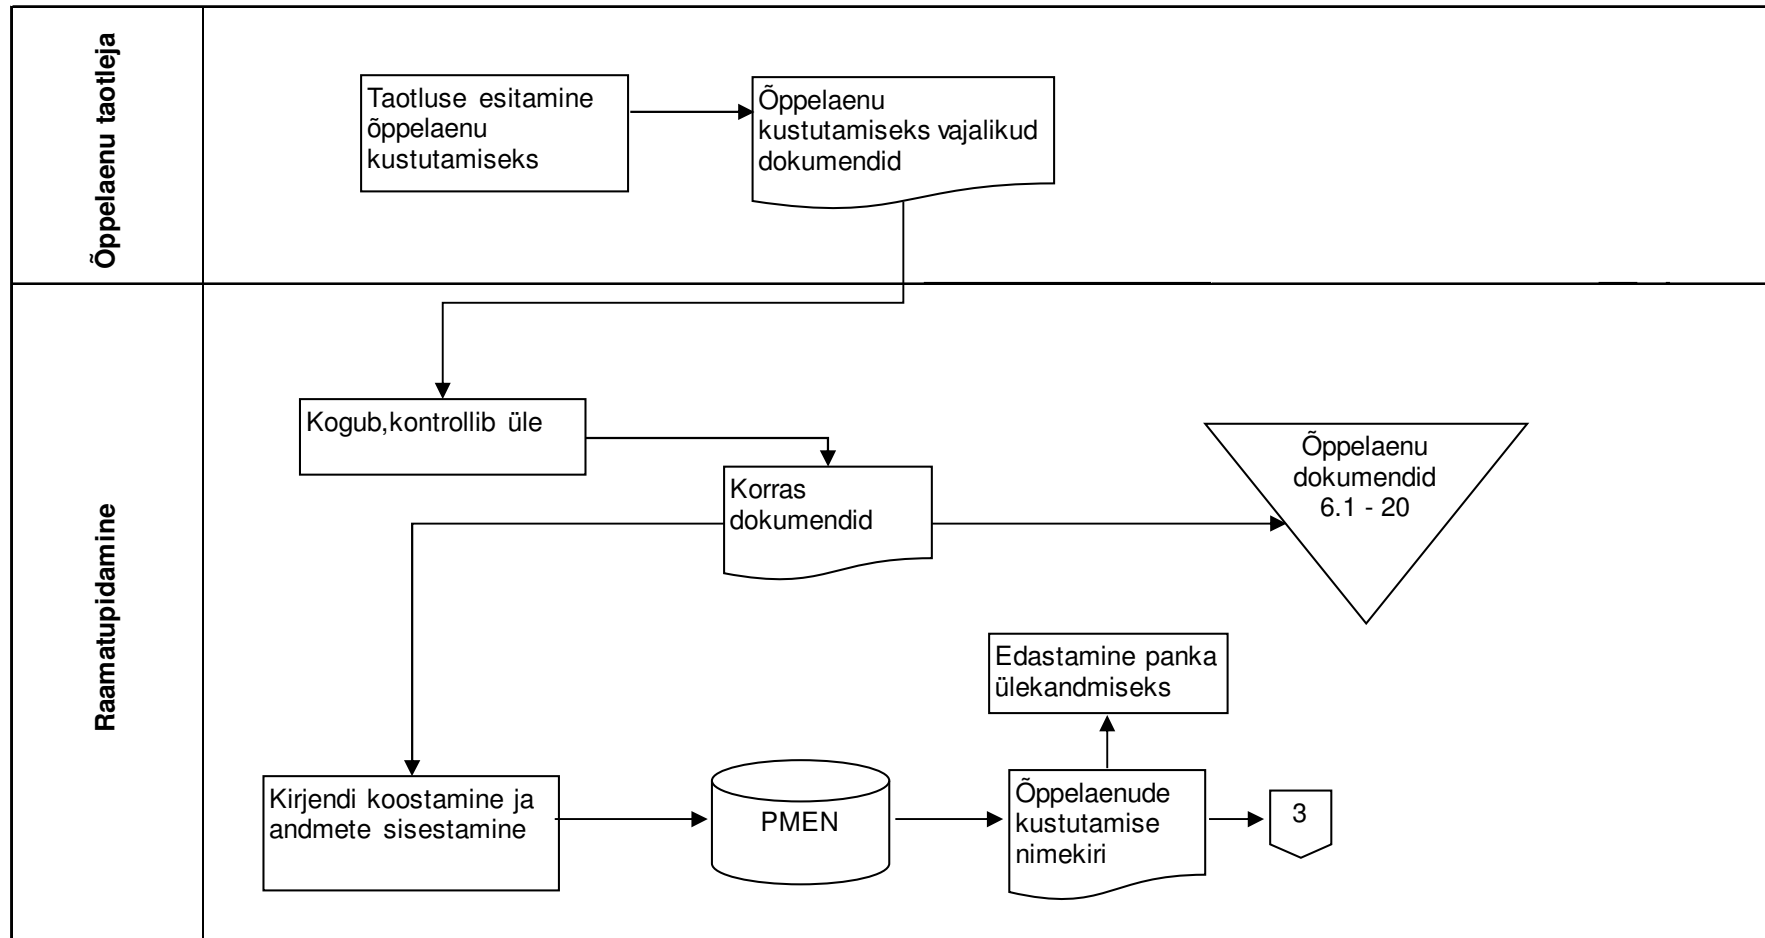 Õppelaenu taotleja
Taotluse esitamine
õppelaenu
kustutamiseks
Õppelaenu
kustutamiseks vajalikud
dokumendid
Raamatupidamine
Kogub,kontrollib üle
Korras
dokumendid
Õppelaenu
dokumendid
6.1 - 20
Edastamine panka
ülekandmiseks
Kirjendi koostamine ja
andmete sisestamine
PMEN
Õppelaenude
kustutamise
nimekiri
3